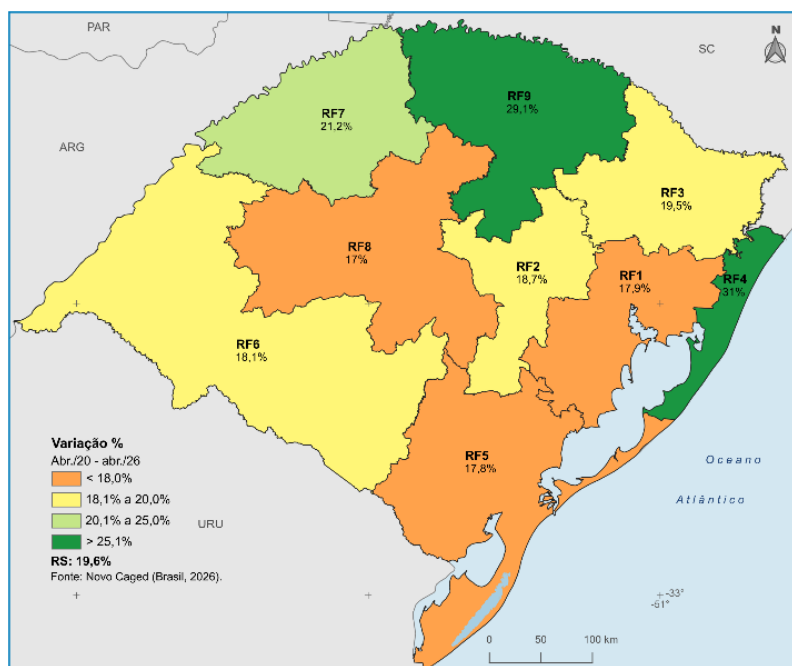 PAR
SC
N
RF9
29,1%
RF7
21,2%
ARG
RF3
19,5%
RF8
17%
RF2
18,7%
RF1
17,9%
RF4
31%
RF6
18,1%
Variação %
Abr./20 - abr./26
< 18,0%
18,1% a 20,0%
20,1% a 25,0%
> 25,1%
RS: 19,6%
Fonte: Novo Caged (Brasil, 2026).
RF5
17,8%
Oceano
Atlântico
URU
-33°
-51°
0 50 100 km